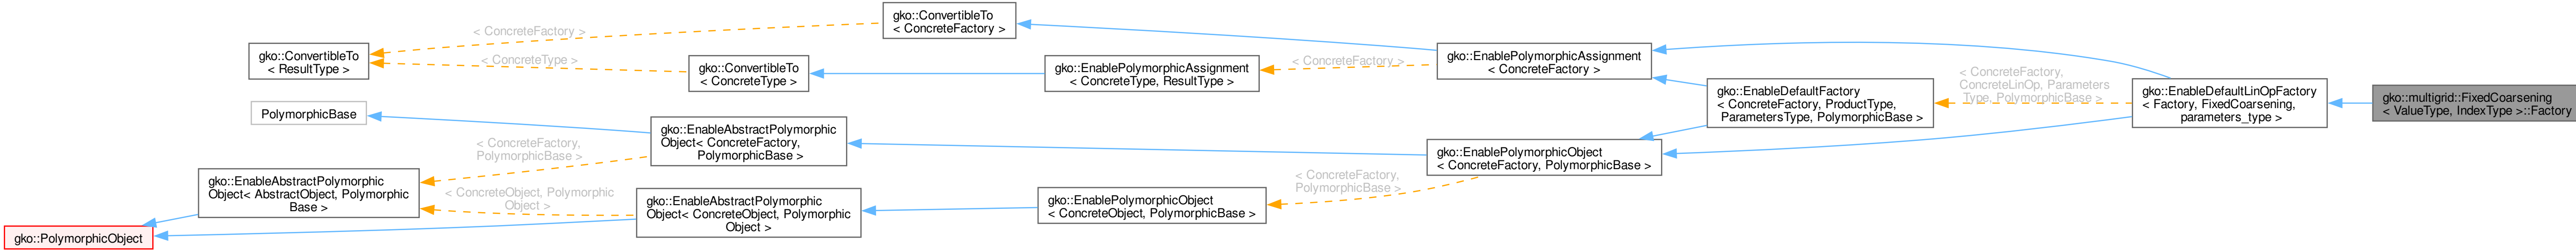 gko::ConvertibleTo
< ConcreteFactory >
< ConcreteFactory >
gko::ConvertibleTo
< ResultType >
< ConcreteType >
gko::ConvertibleTo
< ConcreteType >
gko::EnablePolymorphicAssignment
< ConcreteType, ResultType >
< ConcreteFactory >
gko::EnablePolymorphicAssignment
< ConcreteFactory >
gko::EnableDefaultFactory
< ConcreteFactory, ProductType,
ParametersType, PolymorphicBase >
< ConcreteFactory,
ConcreteLinOp, Parameters
Type, PolymorphicBase >
gko::EnableDefaultLinOpFactory
< Factory, FixedCoarsening,
parameters_type >
gko::multigrid::FixedCoarsening
< ValueType, IndexType >::Factory
PolymorphicBase
gko::EnableAbstractPolymorphic
Object< ConcreteFactory,
PolymorphicBase >
< ConcreteFactory,
PolymorphicBase >
gko::EnablePolymorphicObject
< ConcreteFactory, PolymorphicBase >
gko::EnableAbstractPolymorphic
Object< AbstractObject, Polymorphic
Base >
< ConcreteObject, Polymorphic
Object >
gko::EnableAbstractPolymorphic
Object< ConcreteObject, Polymorphic
Object >
gko::EnablePolymorphicObject
< ConcreteObject, PolymorphicBase >
< ConcreteFactory,
PolymorphicBase >
gko::PolymorphicObject